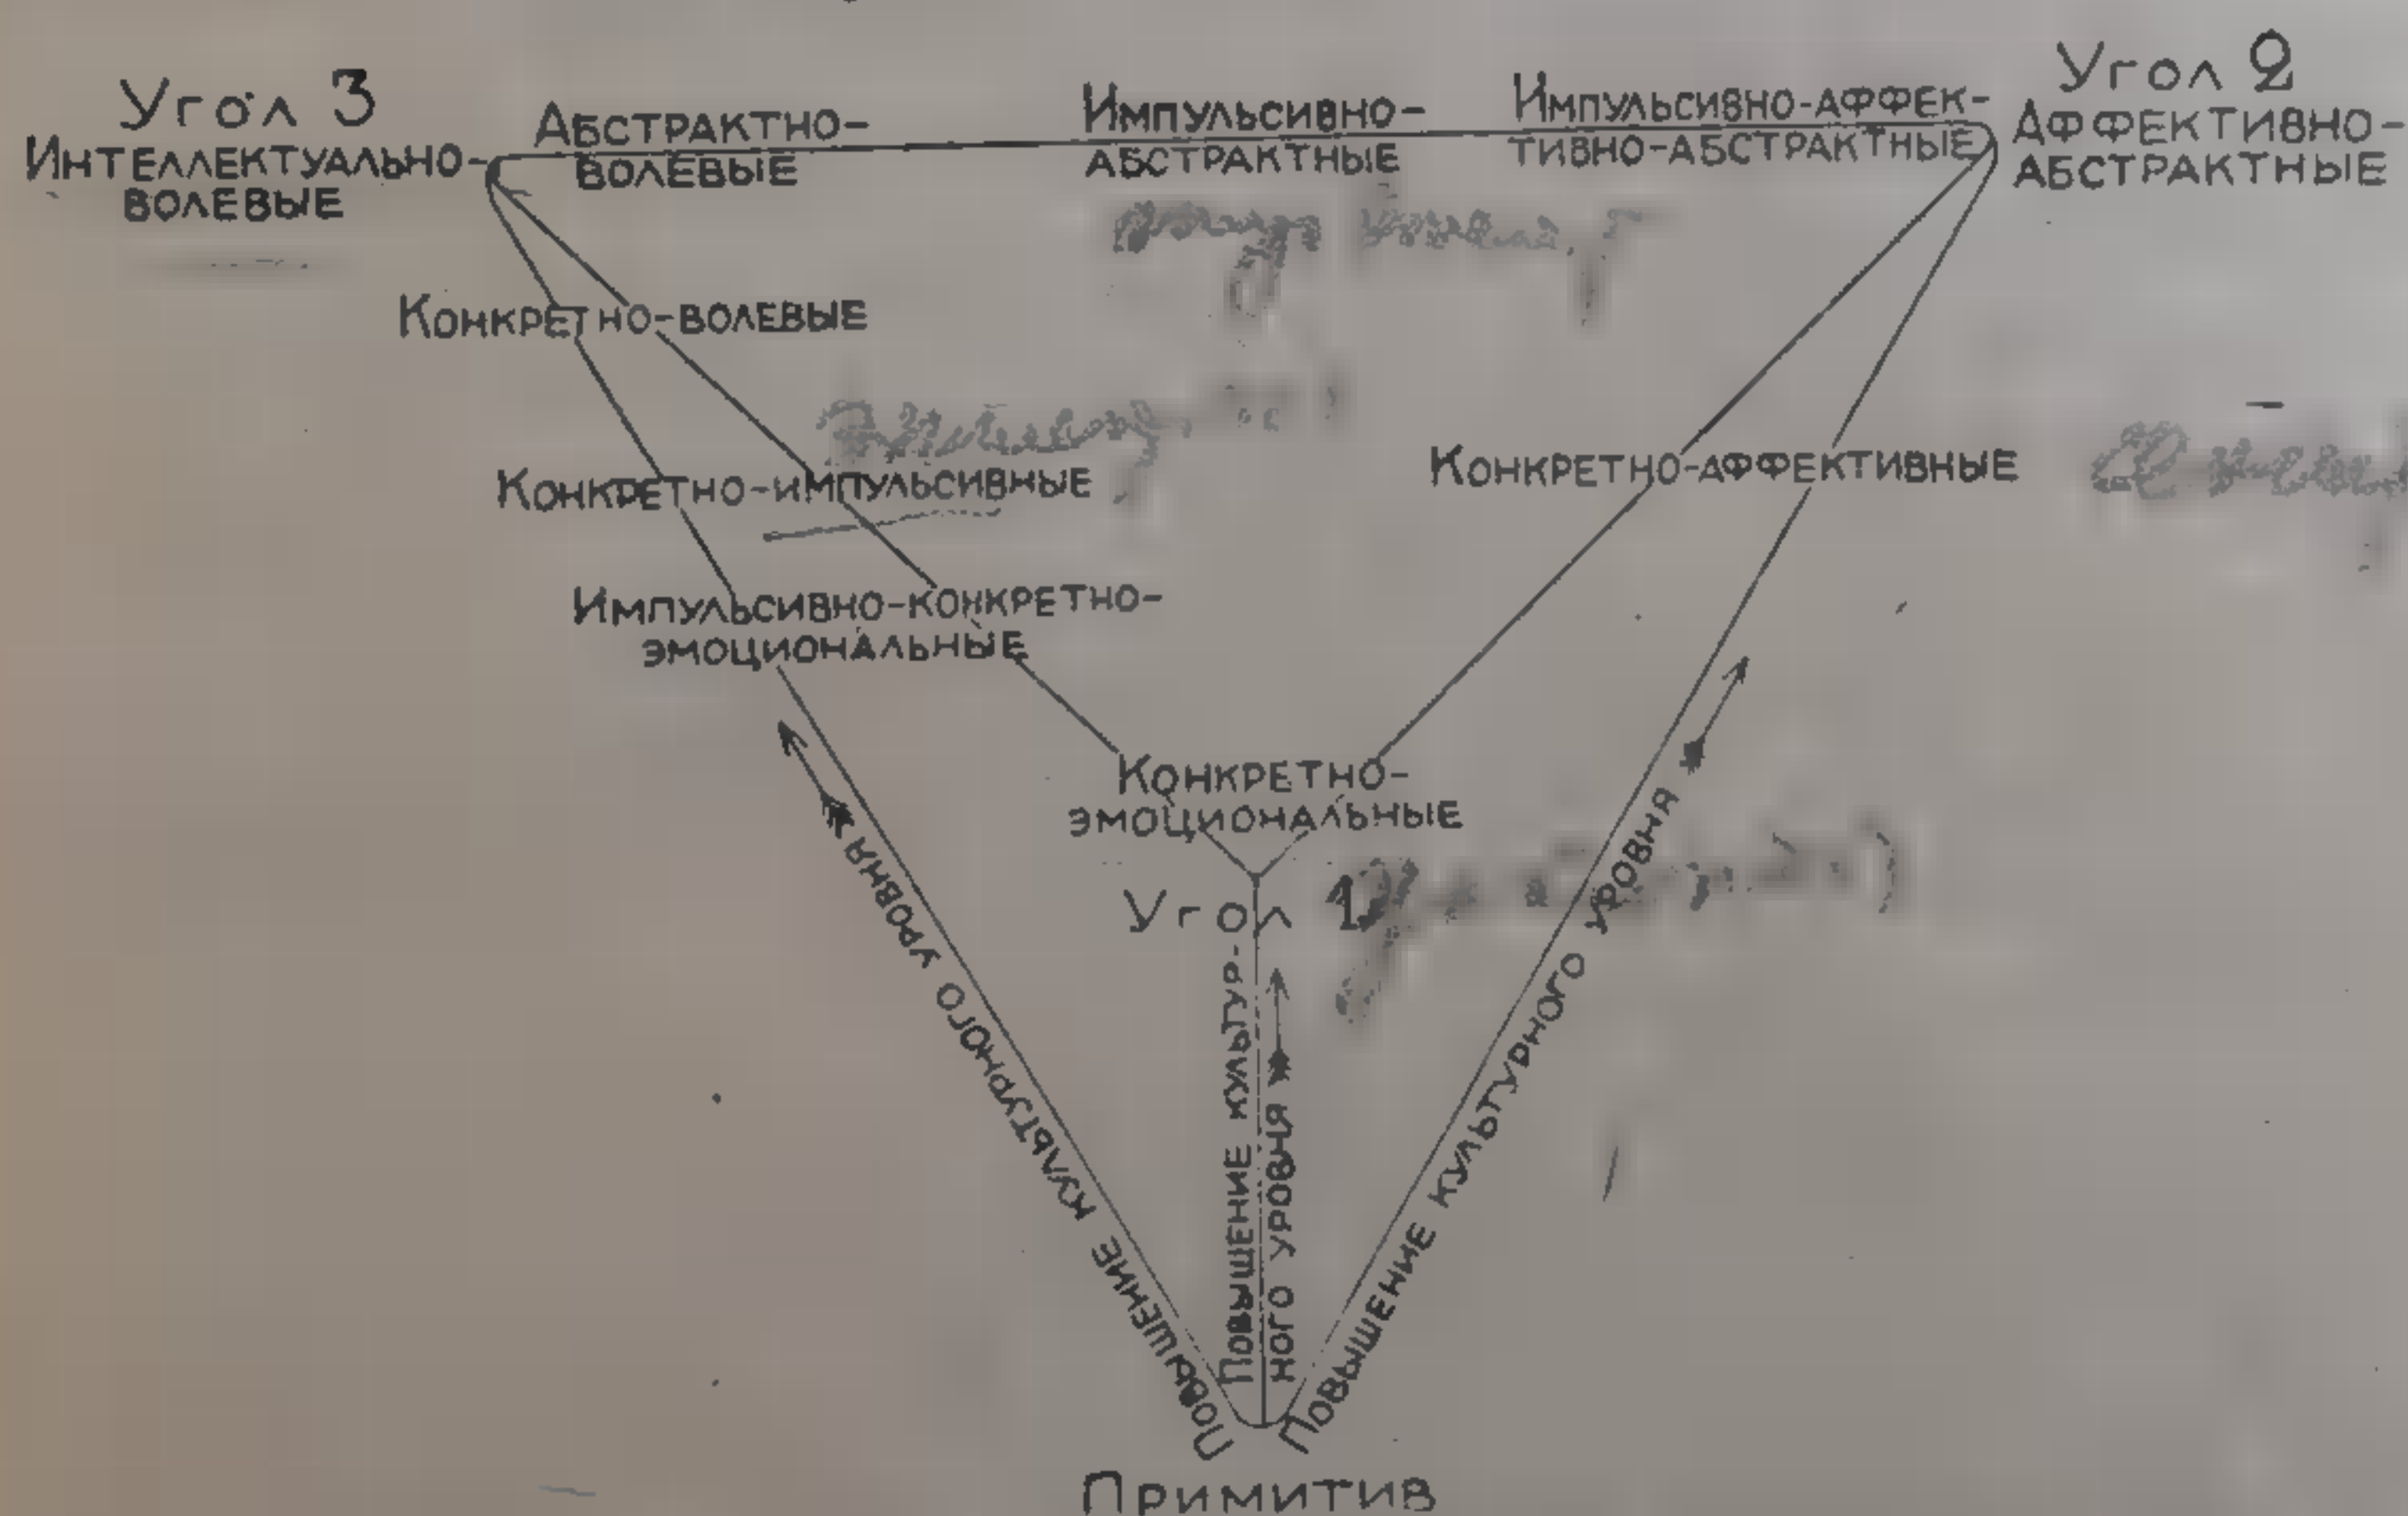 Угол 3
Интеллектуально-
волевые
Абстрактно-
волевые
Импульсивно-
абстрактные
Импульсивно-аффек-
тивно-абстрактные
Угол 2
Аффективно-
абстрактные
Конкретно-волевые
Конкретно-импульсивные
Конкретно-аффективные
Импульсивно-конкретно-
эмоциональные
Конкретно-
эмоциональные
Угол 1
Повышение культурного уровня
Повышение культур-
ного уровня
Повышение культурного уровня
Примитив